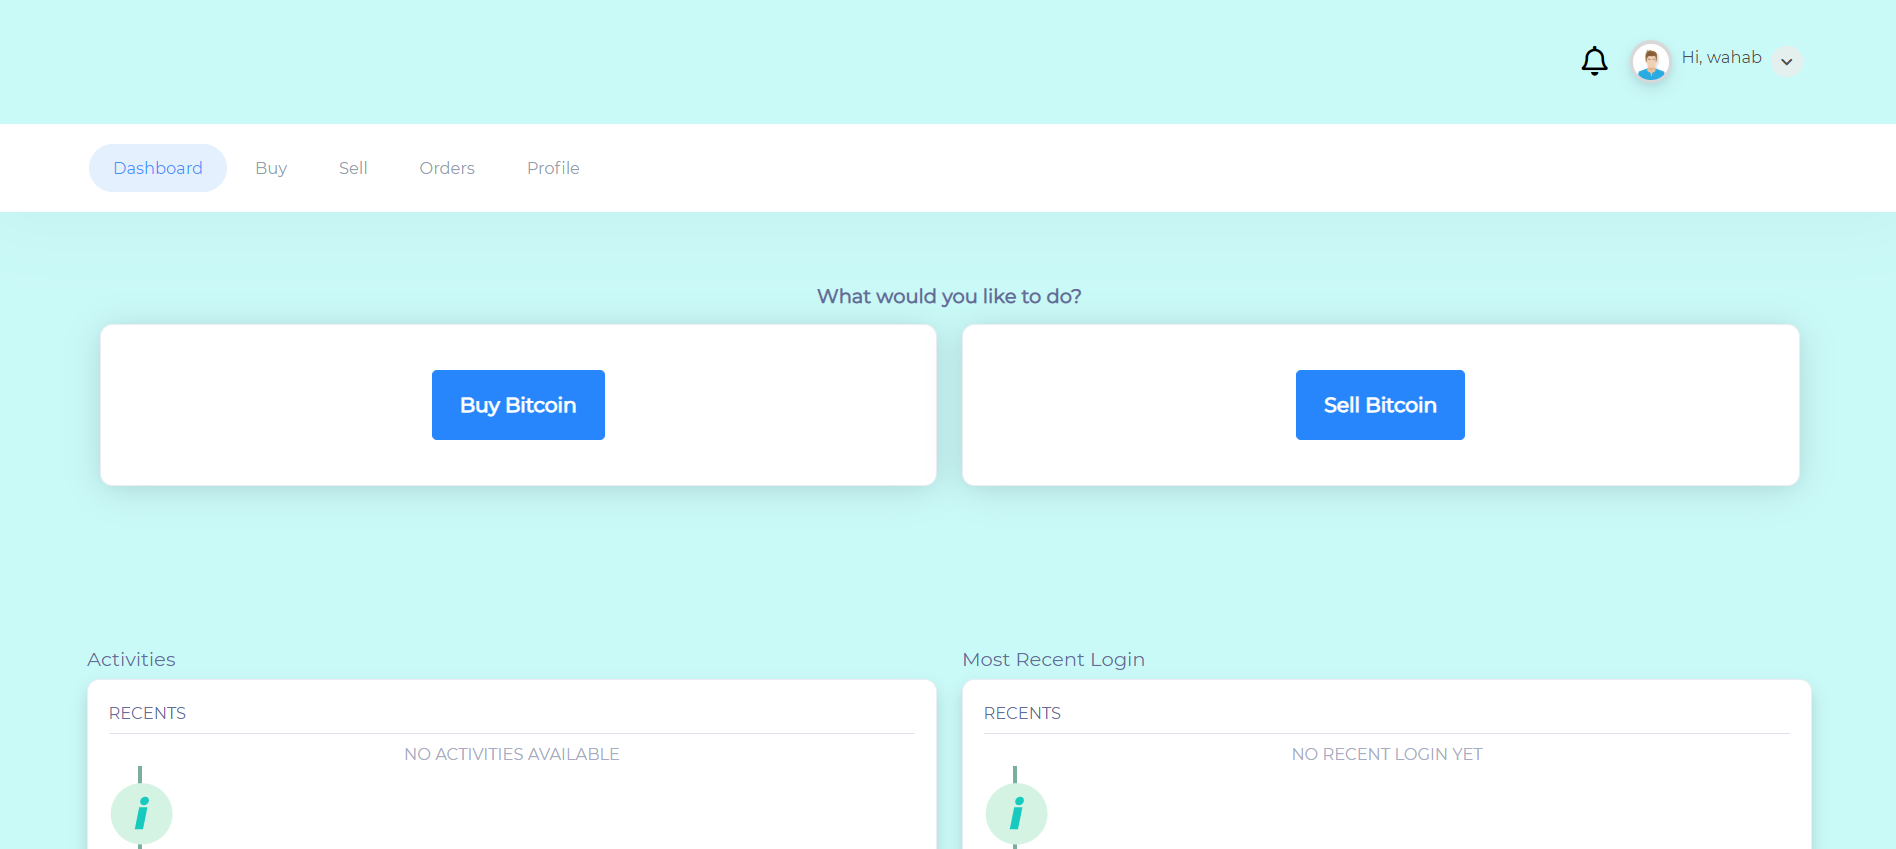 Hi, wahab
Dashboard Buy Sell Orders Profile
What would you like to do?
Buy Bitcoin
Sell Bitcoin
Activities
RECENTS
NO ACTIVITIES AVAILABLE
Most Recent Login
RECENTS
NO RECENT LOGIN YET